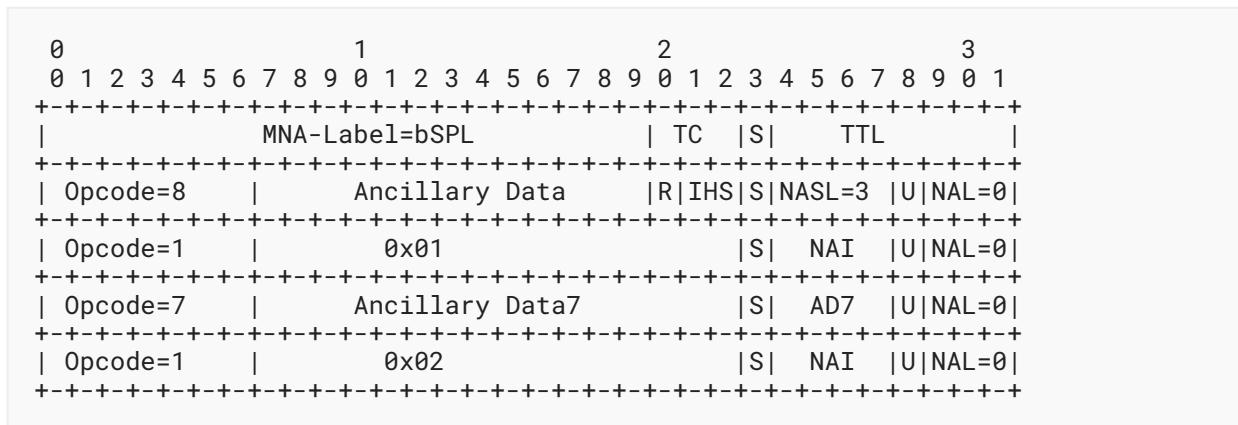 0                   1                   2                   3
 0 1 2 3 4 5 6 7 8 9 0 1 2 3 4 5 6 7 8 9 0 1 2 3 4 5 6 7 8 9 0 1
+-+-+-+-+-+-+-+-+-+-+-+-+-+-+-+-+-+-+-+-+-+-+-+-+-+-+-+-+-+-+-+-+
|              MNA-Label=bSPL           | TC  |S|    TTL        |
+-+-+-+-+-+-+-+-+-+-+-+-+-+-+-+-+-+-+-+-+-+-+-+-+-+-+-+-+-+-+-+-+
| Opcode=8    |      Ancillary Data     |R|IHS|S|NASL=3 |U|NAL=0|
+-+-+-+-+-+-+-+-+-+-+-+-+-+-+-+-+-+-+-+-+-+-+-+-+-+-+-+-+-+-+-+-+
| Opcode=1    |        0x01                   |S|  NAI  |U|NAL=0|
+-+-+-+-+-+-+-+-+-+-+-+-+-+-+-+-+-+-+-+-+-+-+-+-+-+-+-+-+-+-+-+-+
| Opcode=7    |      Ancillary Data7          |S|  AD7  |U|NAL=0|
+-+-+-+-+-+-+-+-+-+-+-+-+-+-+-+-+-+-+-+-+-+-+-+-+-+-+-+-+-+-+-+-+
| Opcode=1    |        0x02                   |S|  NAI  |U|NAL=0|
+-+-+-+-+-+-+-+-+-+-+-+-+-+-+-+-+-+-+-+-+-+-+-+-+-+-+-+-+-+-+-+-+